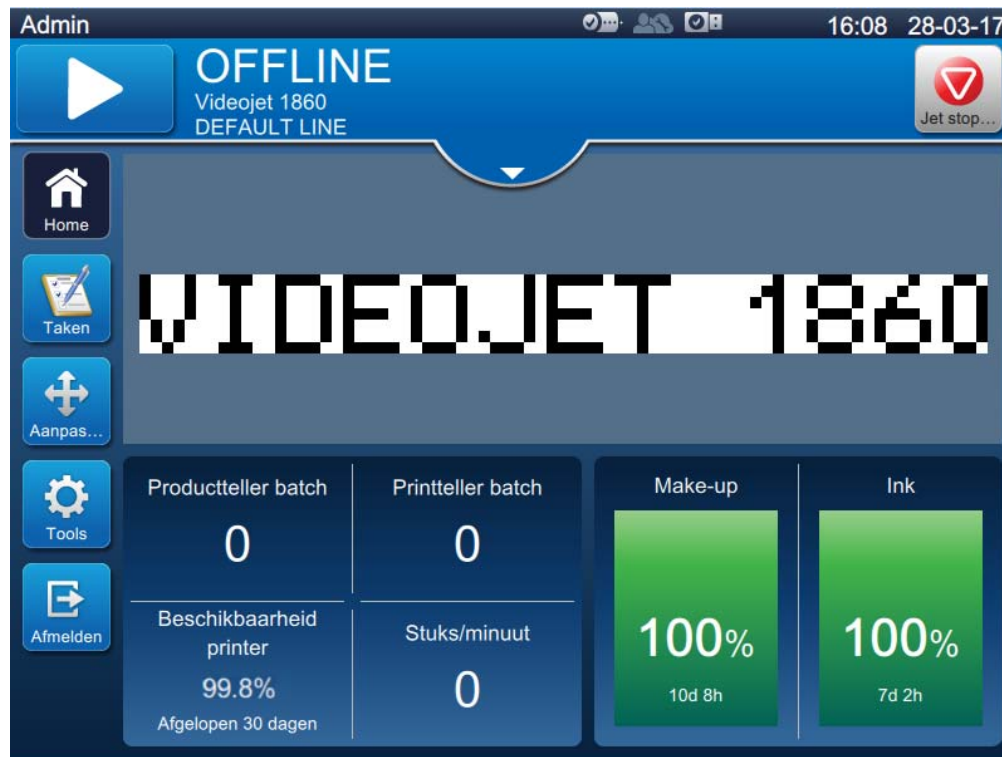 Admin 16:08 28-03-17
OFFLINE
Videojet 1860
DEFAULT LINE
Jet stop...
Home
Taken
Aanpas...
Tools
Afmelden
VIDEOJET 1860
Productteller batch
0
Printteller batch
0
Beschikbaarheid
printer
99.8%
Afgelopen 30 dagen
Stuks/minuut
0
Make-up
100%
10d 8h
Ink
100%
7d 2h